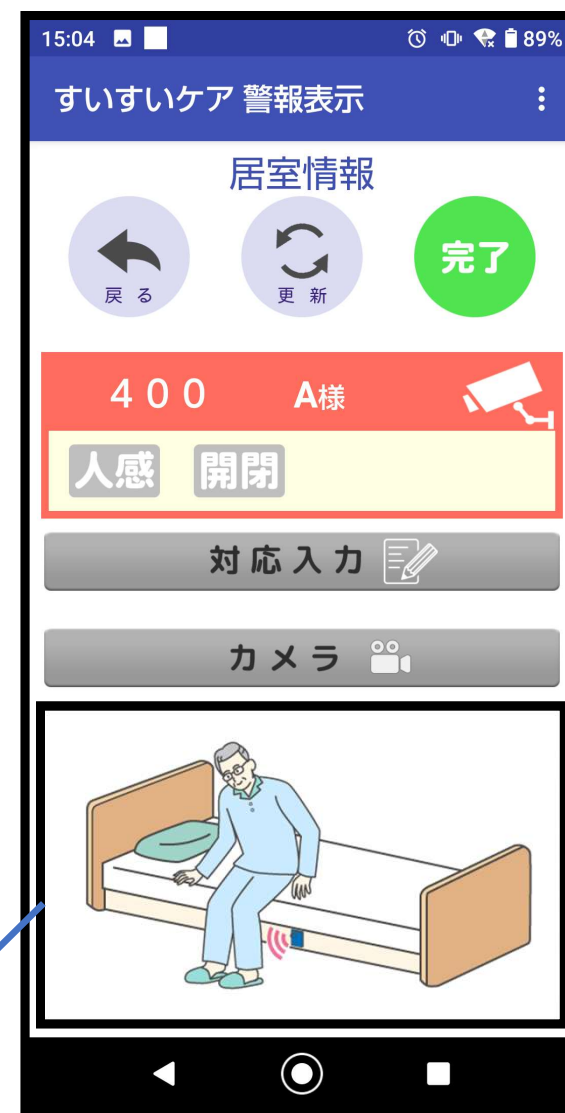 15:04 89%
すいすいケア 警報表示
居室情報
戻 る
更 新
完了
400 A様
人感 開閉
対応入力
カメラ